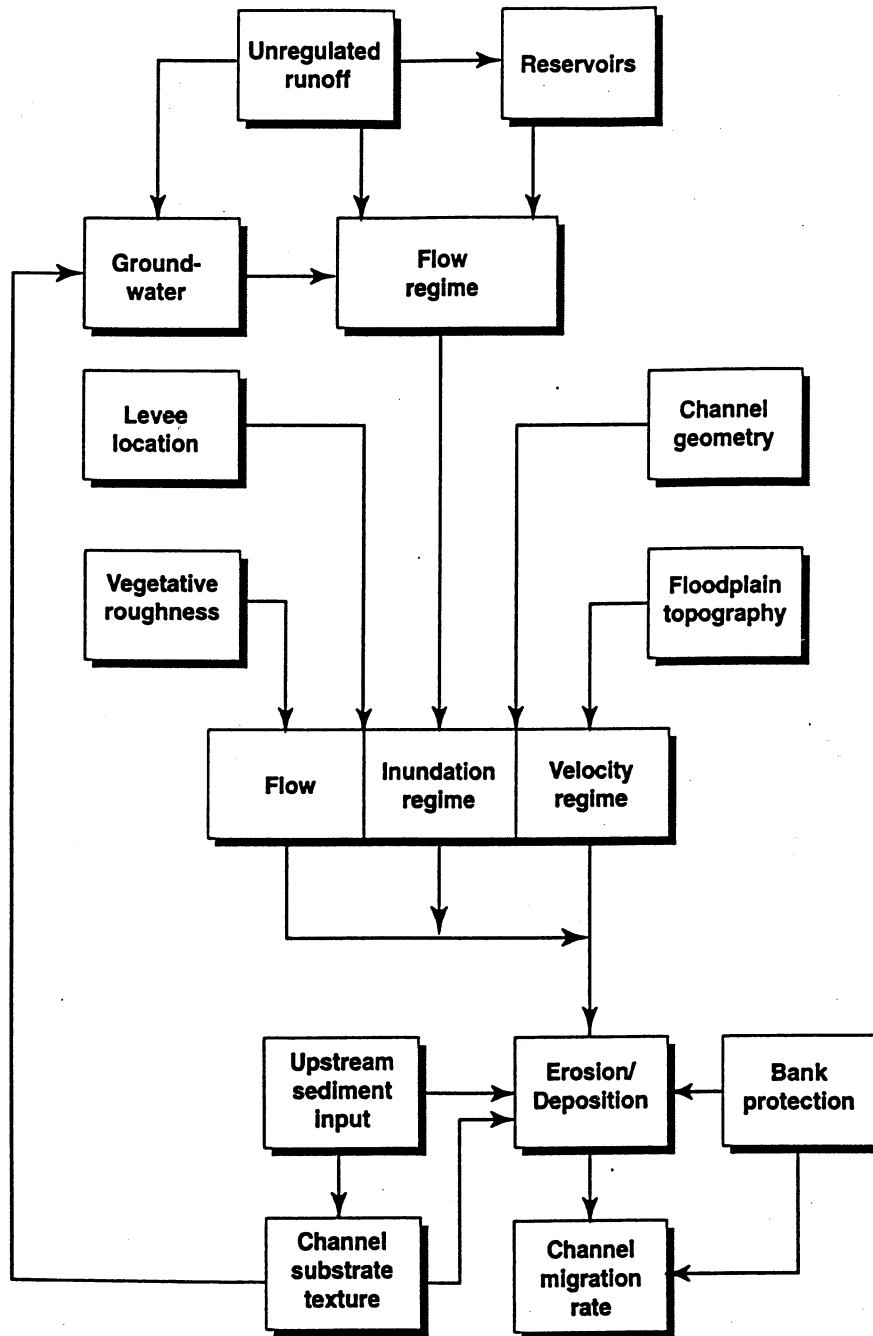 Unregulated
runoff
Reservoirs
Ground-
water
Flow
regime
Levee
location
Channel
geometry
Vegetative
roughness
Floodplain
topography
Flow
Inundation
regime
Velocity
regime
Upstream
sediment
input
Erosion/
Deposition
Bank
protection
Channel
substrate
texture
Channel
migration
rate